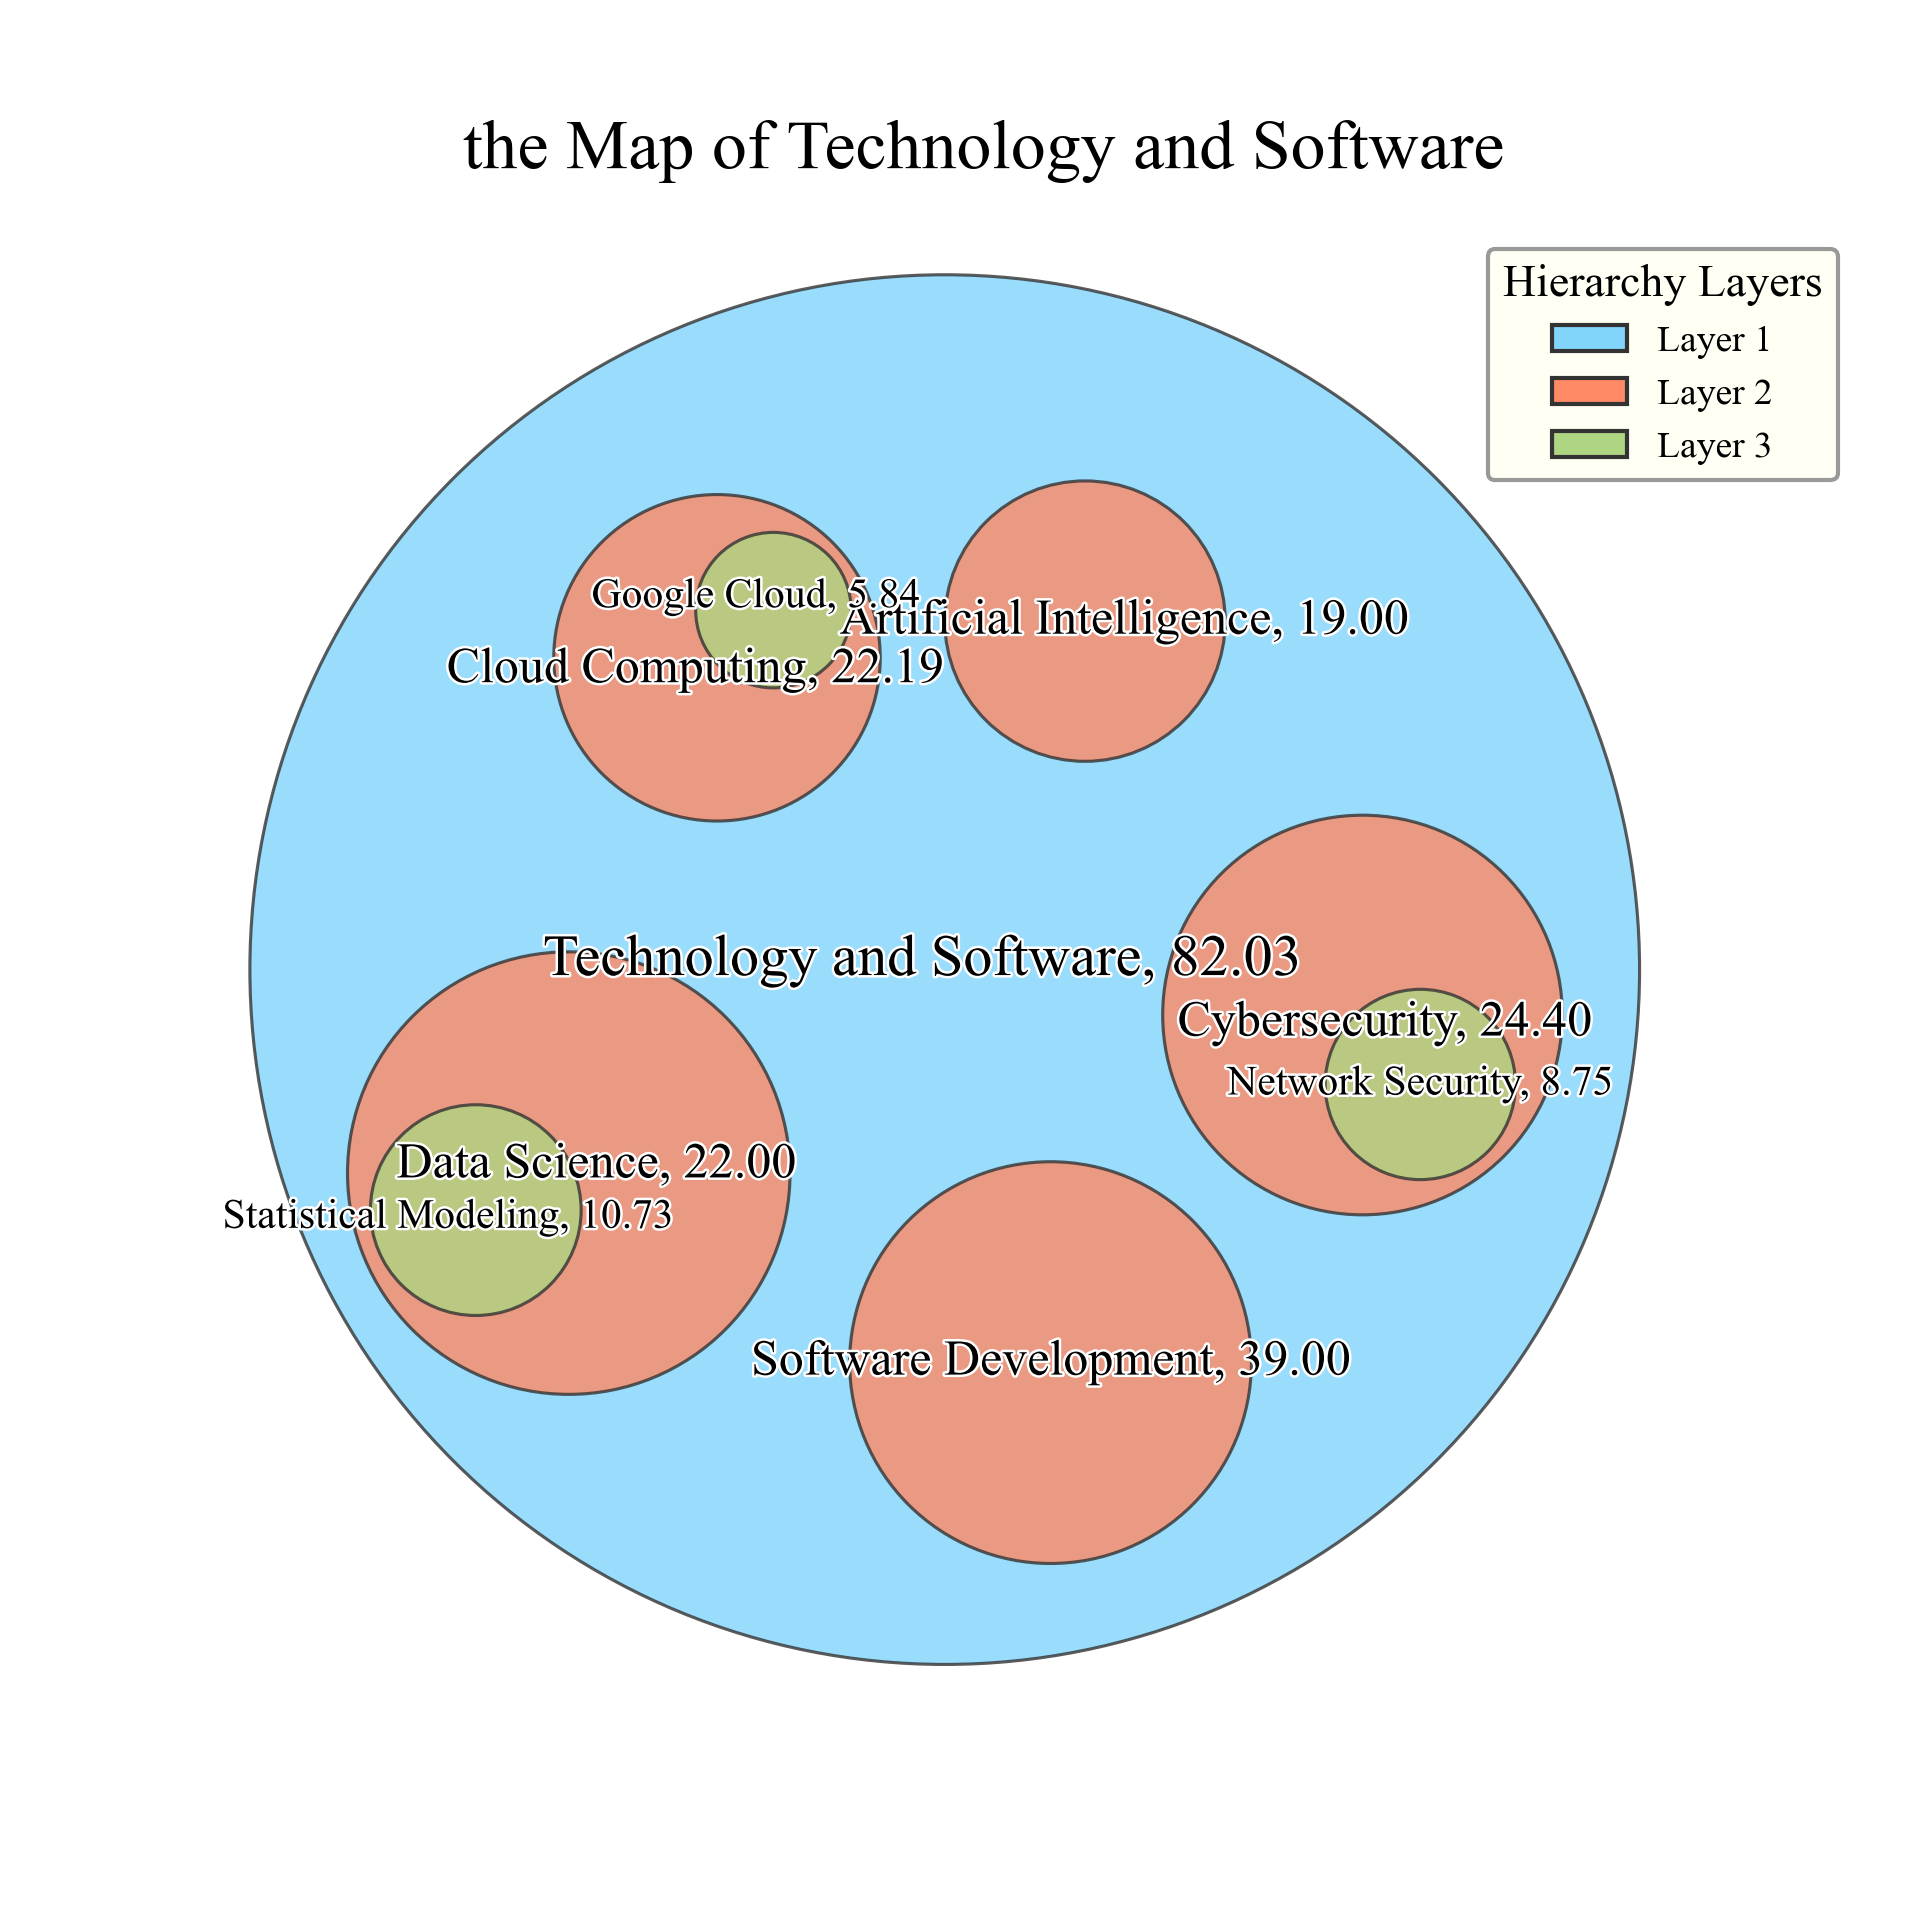 the Map of Technology and Software
Hierarchy Layers
Layer 1
Layer 2
Layer 3
Google Cloud, 5.84
Artificial Intelligence, 19.00
Cloud Computing, 22.19
Technology and Software, 82.03
Cybersecurity, 24.40
Network Security, 8.75
Data Science, 22.00
Statistical Modeling, 10.73
Software Development, 39.00